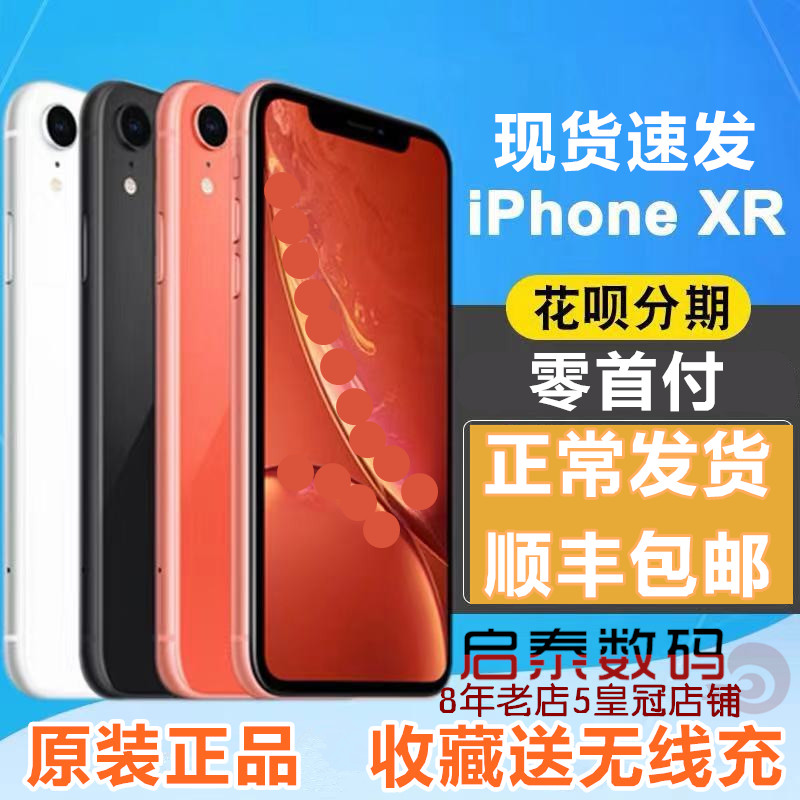 现货速发
iPhone XR
花呗分期
零首付
正常发货
顺丰包邮
启泰数码
8年老店5皇冠店铺
原装正品 收藏送无线充